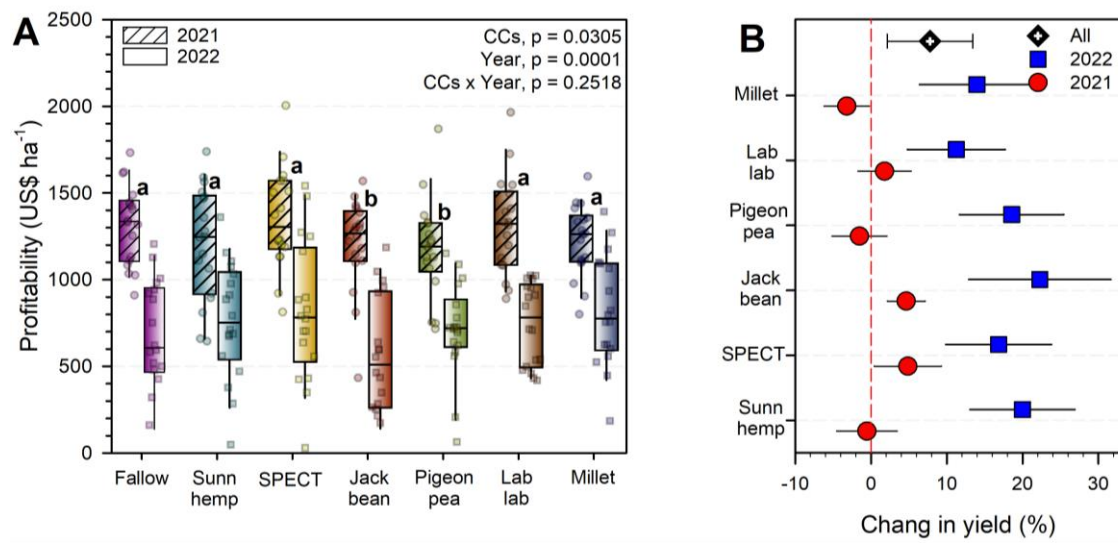 A
2500
2000
1500
1000
500
0
Profitability (US$ ha-1)
2021
2022
CCs, p = 0.0305
Year, p = 0.0001
CCs x Year, p = 0.2518
a
a
a
b
b
a
a
Fallow
Sunn
hemp
SPECT
Jack
bean
Pigeon
pea
Lab
lab
Millet
B
All
2022
2021
Millet
Lab
lab
Pigeon
pea
Jack
bean
SPECT
Sunn
hemp
-10
0
10
20
30
Chang in yield (%)